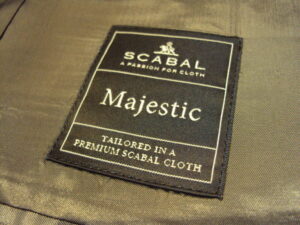 SCABAL
A PASSION FOR CLOTH
Majestic
TAILORED IN A
PREMIUM SCABAL CLOTH